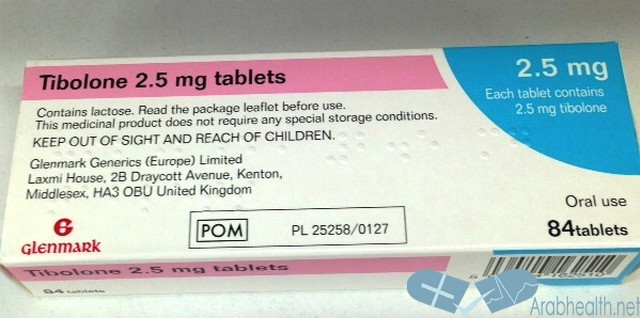 Tibolone 2.5 mg tablets
2.5 mg
Each tablet contains
2.5 mg tibolone
Contains lactose. Read the package leaflet before use.
This medicinal product does not require any special storage conditions.
KEEP OUT OF SIGHT AND REACH OF CHILDREN.
Glenmark Generics (Europe) Limited
Laxmi House, 2B Draycott Avenue, Kenton,
Middlesex, HA3 OBU United Kingdom
Oral use
84tablets
POM PL 25258/0127
GLENMARK
Tibolone 2.5 mg tablets
84 tablets
Arabhealth.net